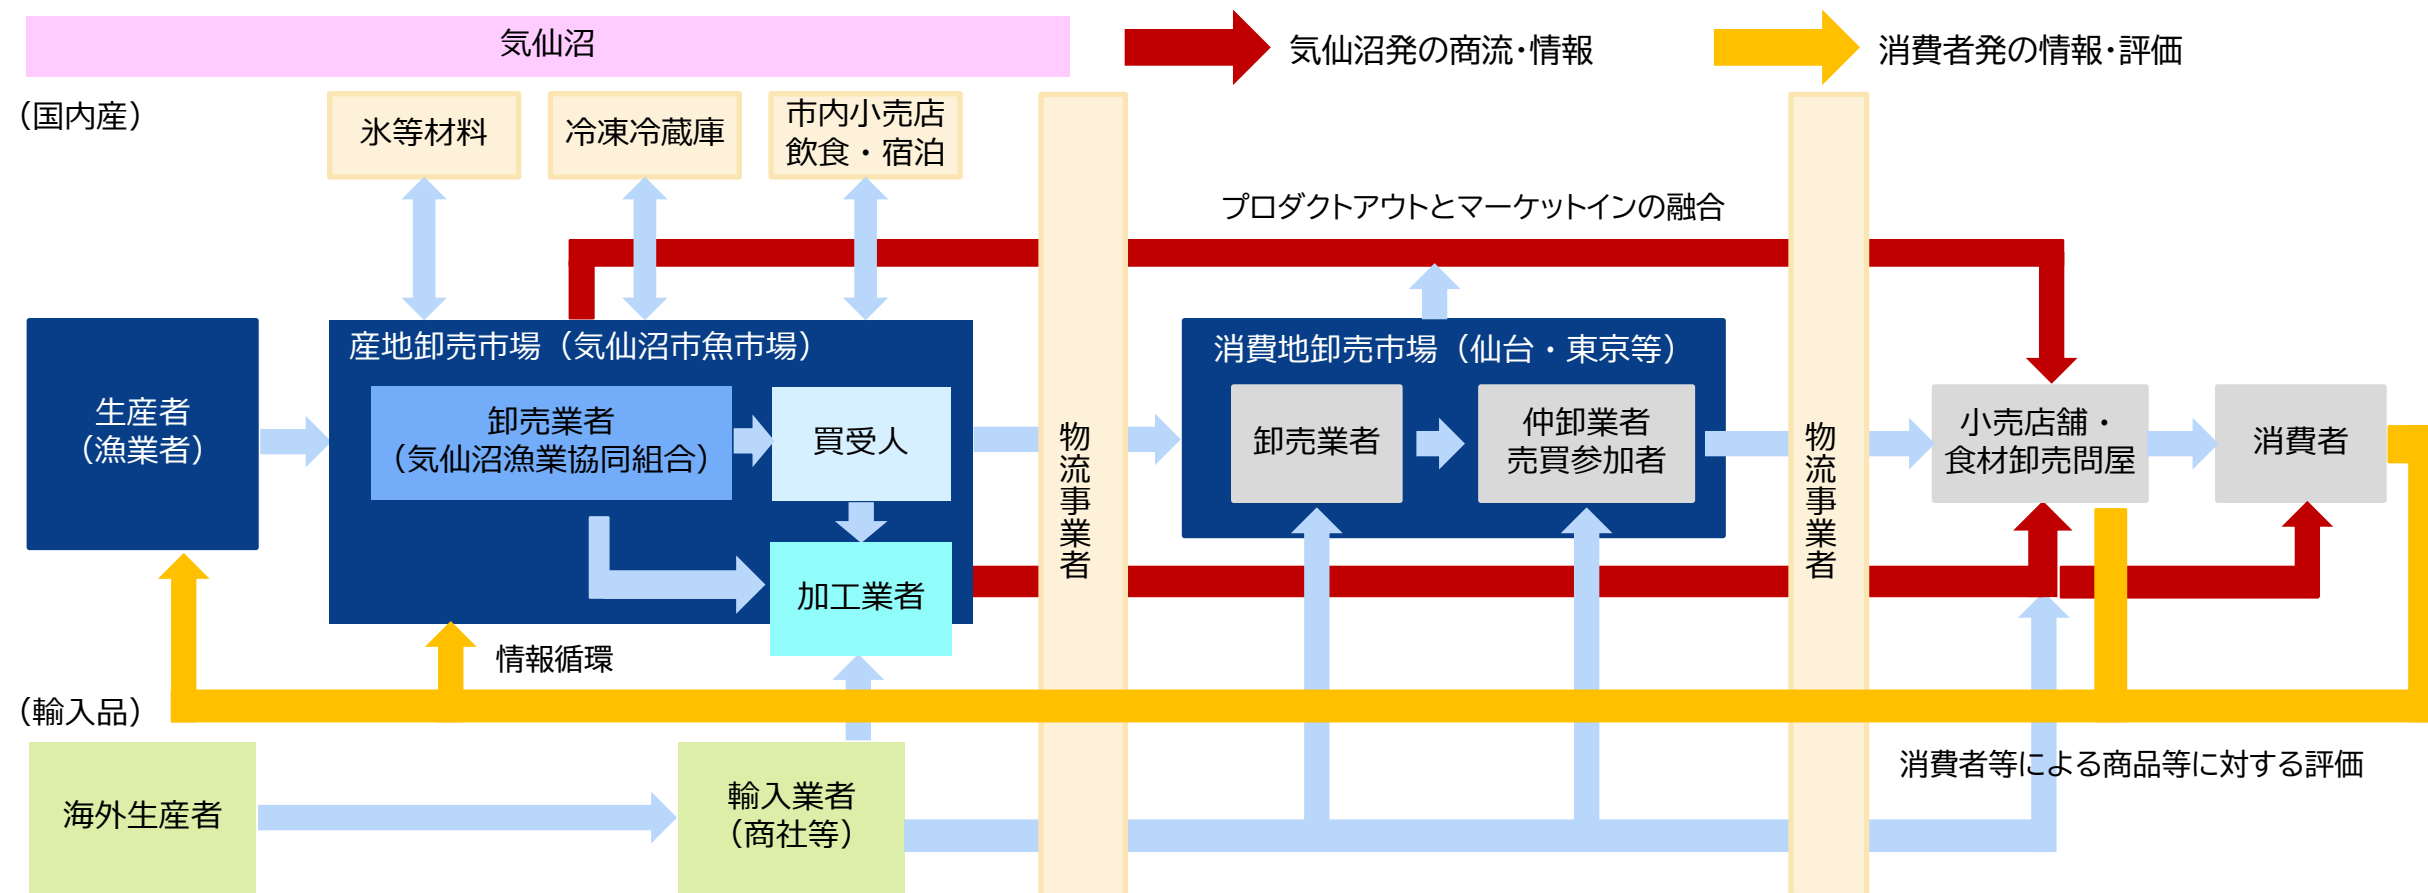 気仙沼
気仙沼発の商流・情報
消費者発の情報・評価
（国内産）
氷等材料
冷凍冷蔵庫
市内小売店
飲食・宿泊
プロダクトアウトとマーケットインの融合
生産者
（漁業者）
産地卸売市場（気仙沼市魚市場）
卸売業者
（気仙沼漁業協同組合）
買受人
加工業者
物流事業者
消費地卸売市場（仙台・東京等）
卸売業者
仲卸業者
売買参加者
物流事業者
小売店舗・
食材卸売問屋
消費者
情報循環
（輸入品）
消費者等による商品等に対する評価
海外生産者
輸入業者
（商社等）